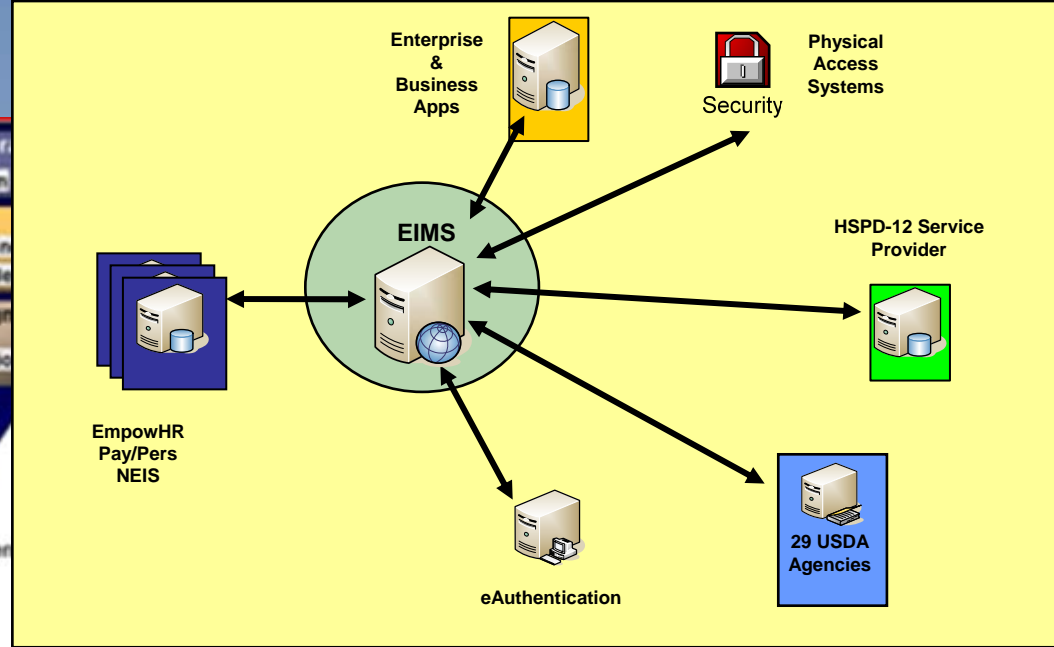 Enterprise
&
Business
Apps
Security
Physical
Access
Systems
EIMS
HSPD-12 Service
Provider
EmpowHR
Pay/Pers
NEIS
eAuthentication
29 USDA
Agencies